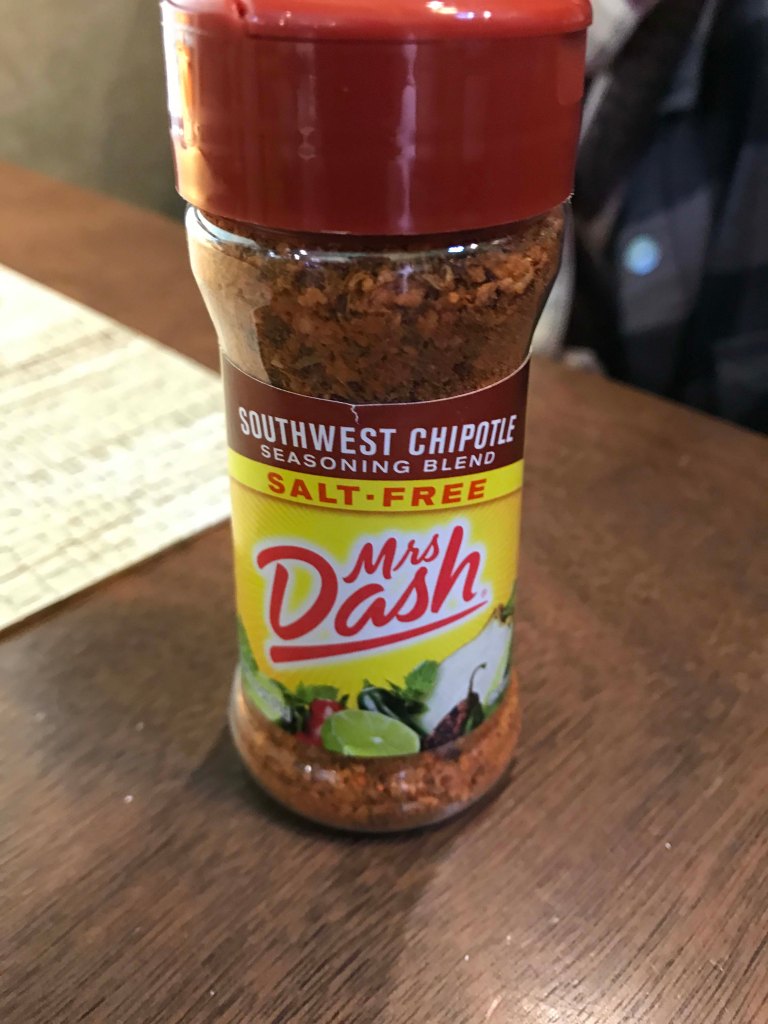 SOUTHWEST CHIPOTLE
SEASONING BLEND
SALT·FREE
Mrs
Dash